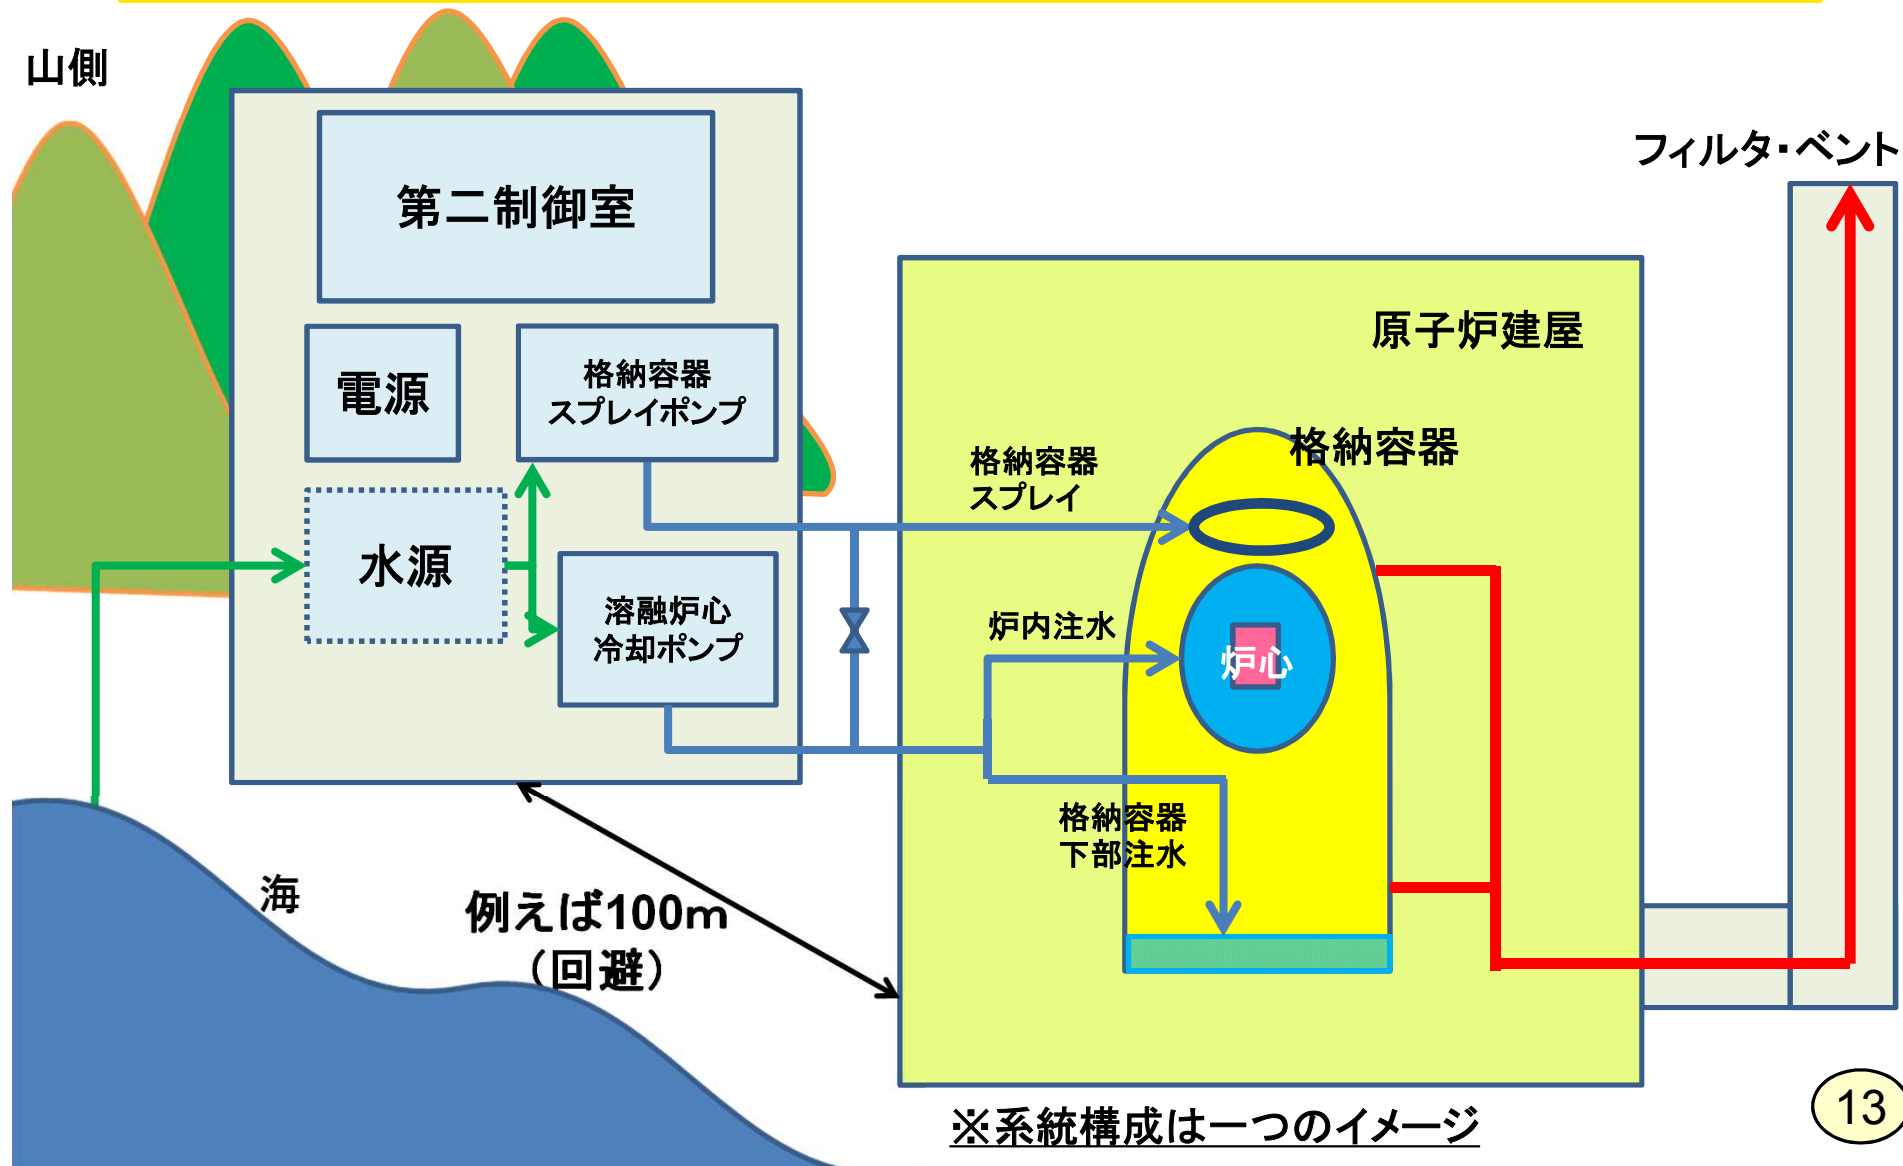 山側
フィルタ・ベント
第二制御室
原子炉建屋
電源
格納容器
スプレイポンプ
格納容器
格納容器
スプレイ
水源
溶融炉心
冷却ポンプ
炉内注水
炉心
格納容器
下部注水
海
例えば100m
（回避）
※系統構成は一つのイメージ
13